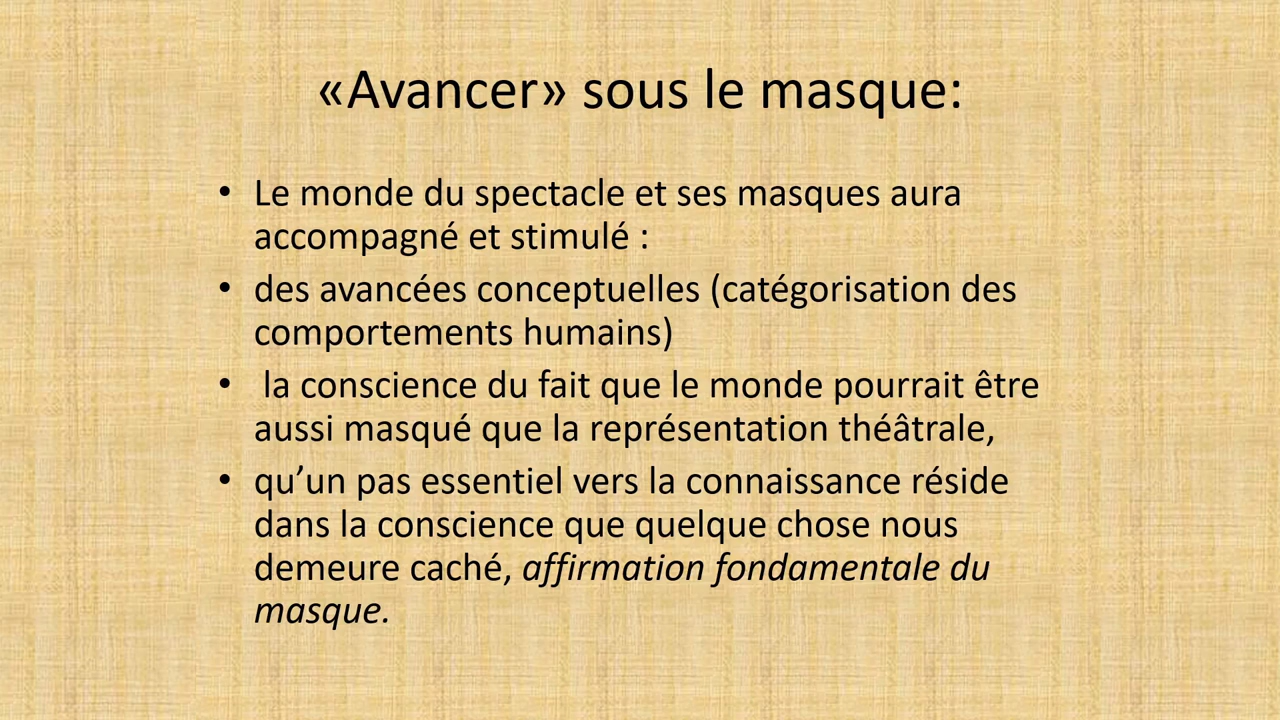 «Avancer» sous le masque:
• Le monde du spectacle et ses masques aura
accompagné et stimulé :
• des avancées conceptuelles (catégorisation des
comportements humains)
• la conscience du fait que le monde pourrait être
aussi masqué que la représentation théâtrale,
• qu’un pas essentiel vers la connaissance réside
dans la conscience que quelque chose nous
demeure caché, affirmation fondamentale du
masque.